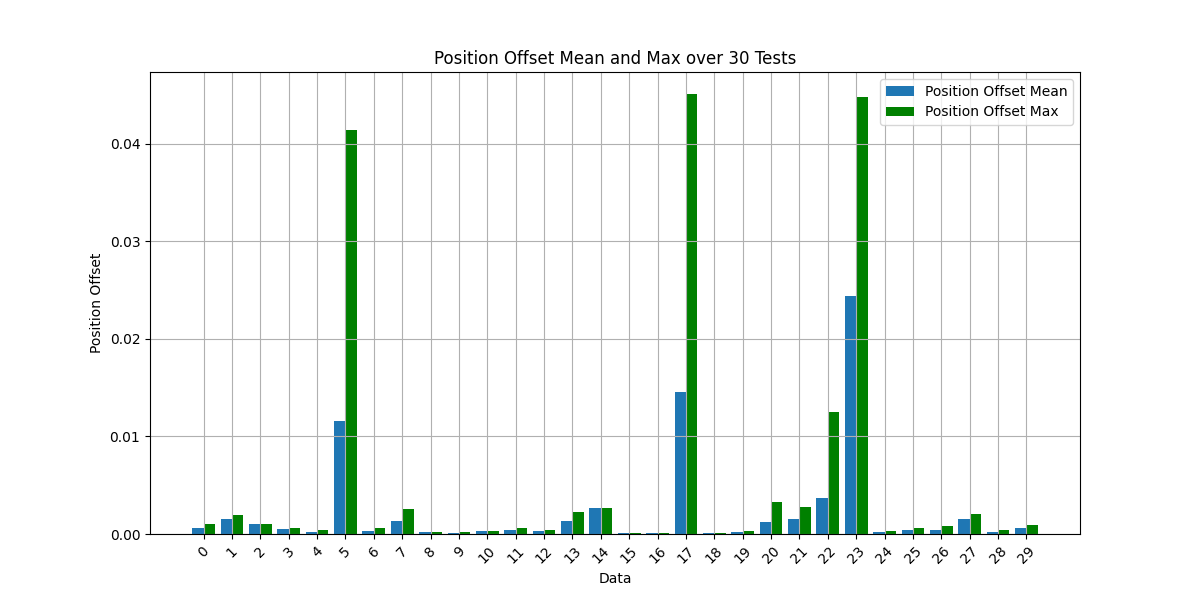 Position Offset Mean and Max over 30 Tests
Position Offset Mean
Position Offset Max
0.04
0.03
0.02
0.01
0.00
Position Offset
0 1 2 3 4 5 6 7 8 9 10 11 12 13 14 15 16 17 18 19 20 21 22 23 24 25 26 27 28 29
Data